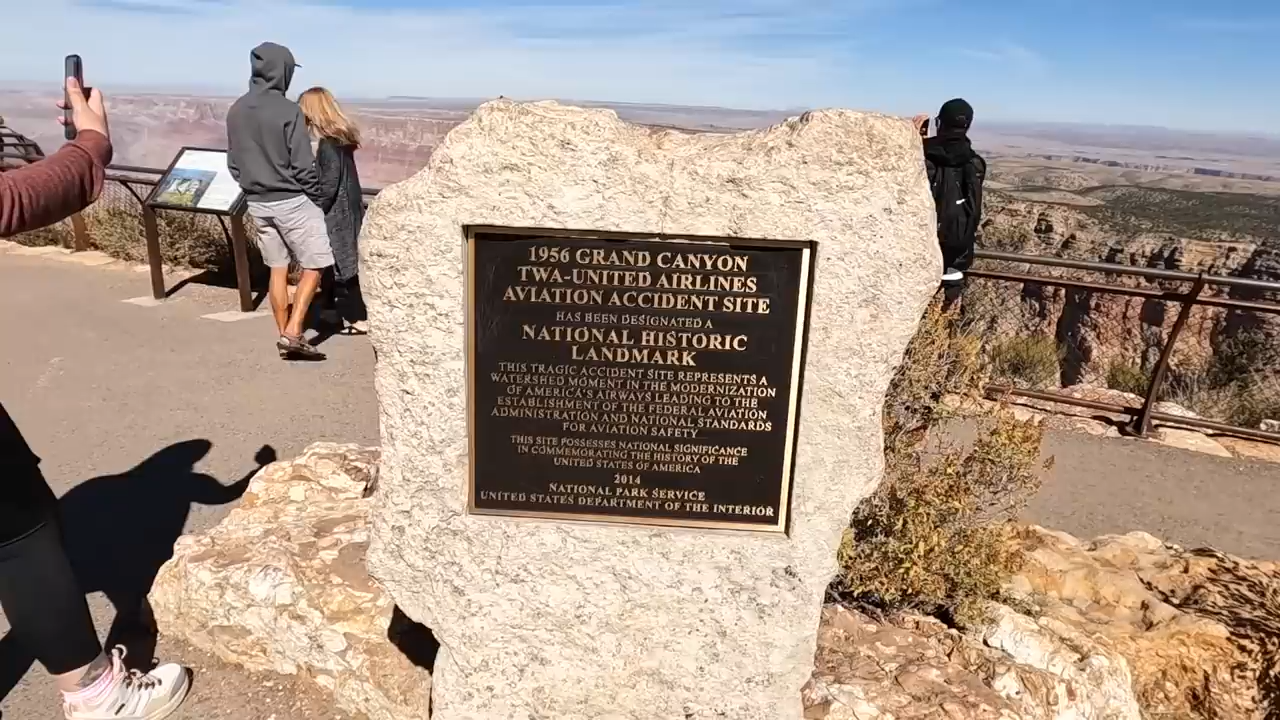 1956 GRAND CANYON
TWA-UNITED AIRLINES
AVIATION ACCIDENT SITE
HAS BEEN DESIGNATED A
NATIONAL HISTORIC
LANDMARK
THIS TRAGIC ACCIDENT SITE REPRESENTS A
WATERSHED MOMENT IN THE MODERNIZATION
OF AMERICA'S AIRWAYS LEADING TO THE
ESTABLISHMENT OF THE FEDERAL AVIATION
ADMINISTRATION AND NATIONAL STANDARDS
FOR AVIATION SAFETY
THIS SITE POSSESSES NATIONAL SIGNIFICANCE
IN COMMEMORATING THE HISTORY OF THE
UNITED STATES OF AMERICA
2014
NATIONAL PARK SERVICE
UNITED STATES DEPARTMENT OF THE INTERIOR